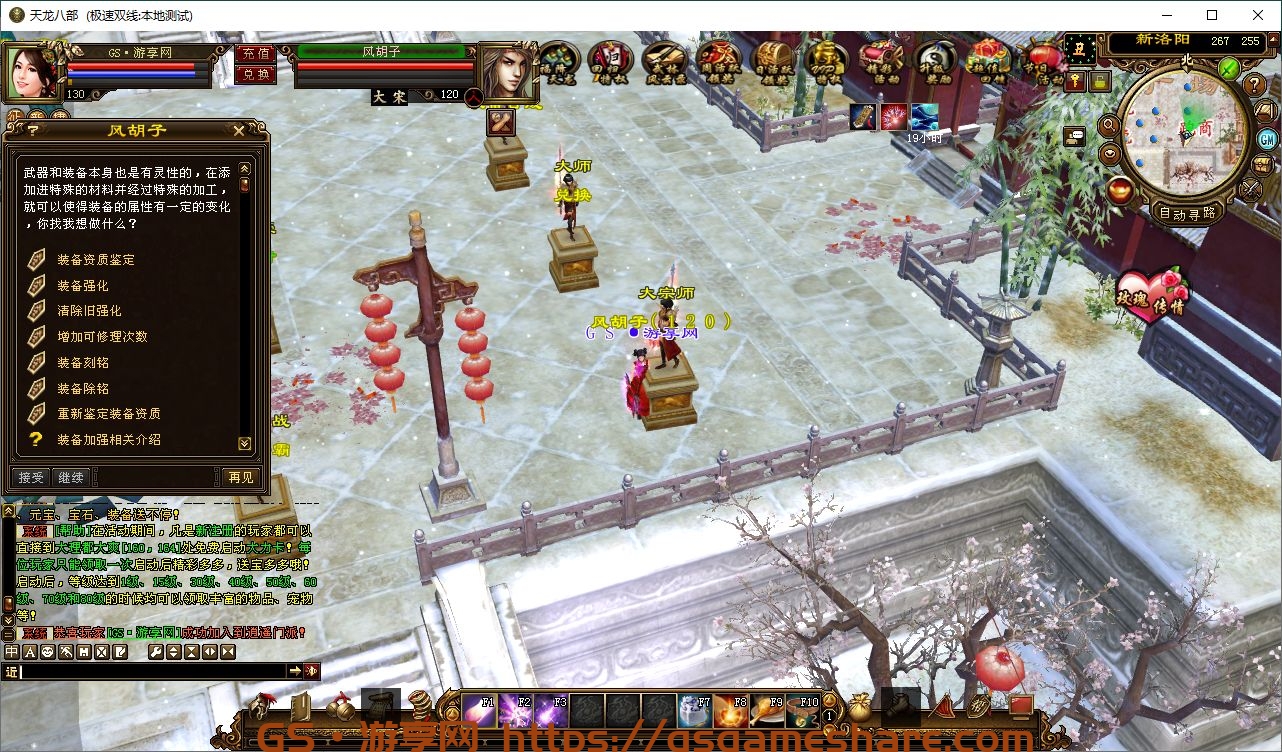 天龙八部 (极速双线:本地测试)
GS·游享网
130
充值
兑换
风胡子
大宋
120
丑
新洛阳 267 255
北
GM
自动寻路
19小时
风胡子
武器和装备本身也是有灵性的，在添
加进特殊的材料并经过特殊的加工，
就可以使得装备的属性有一定的变化
，你找我想做什么？
装备资质鉴定
装备强化
清除旧强化
增加可修理次数
装备刻铭
装备除铭
重新鉴定装备资质
装备加强相关介绍
接受
继续
再见
大师
兑换
大宗师
风胡子(120)
GS·游享网
战
霸
玫瑰传情
、元宝、宝石、装备送不停！
系统 [帮助]在活动期间，凡是新注册的玩家都可以
直接到大理都大爽[160，164]处免费启动大力卡！每
位玩家只能领取一次启动后精彩多多，送宝多多哦！
启动后，等级达到1级、15级、30级、40级、50级、60
级、70级和80级的时候均可以领取丰富的物品、宠物
等！
系统 恭喜玩家[GS·游享网]成功加入到逍遥门派！
近
F1 F2 F3 F7 F8 F9 F10
1
GS·游享网 https://gsgameshare.com